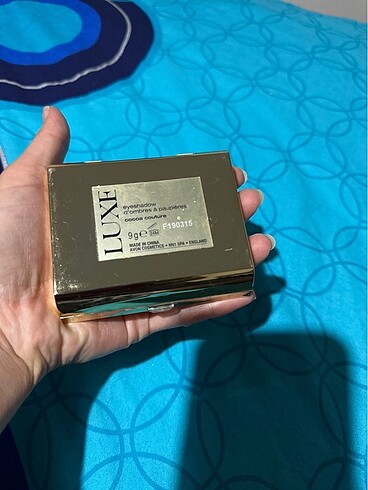 LUXE
eyeshadow
d'ombres à paupières
cocoa couture
9g℮
F190315
MADE IN CHINA
AVON COSMETICS • NN1 5PA • ENGLAND